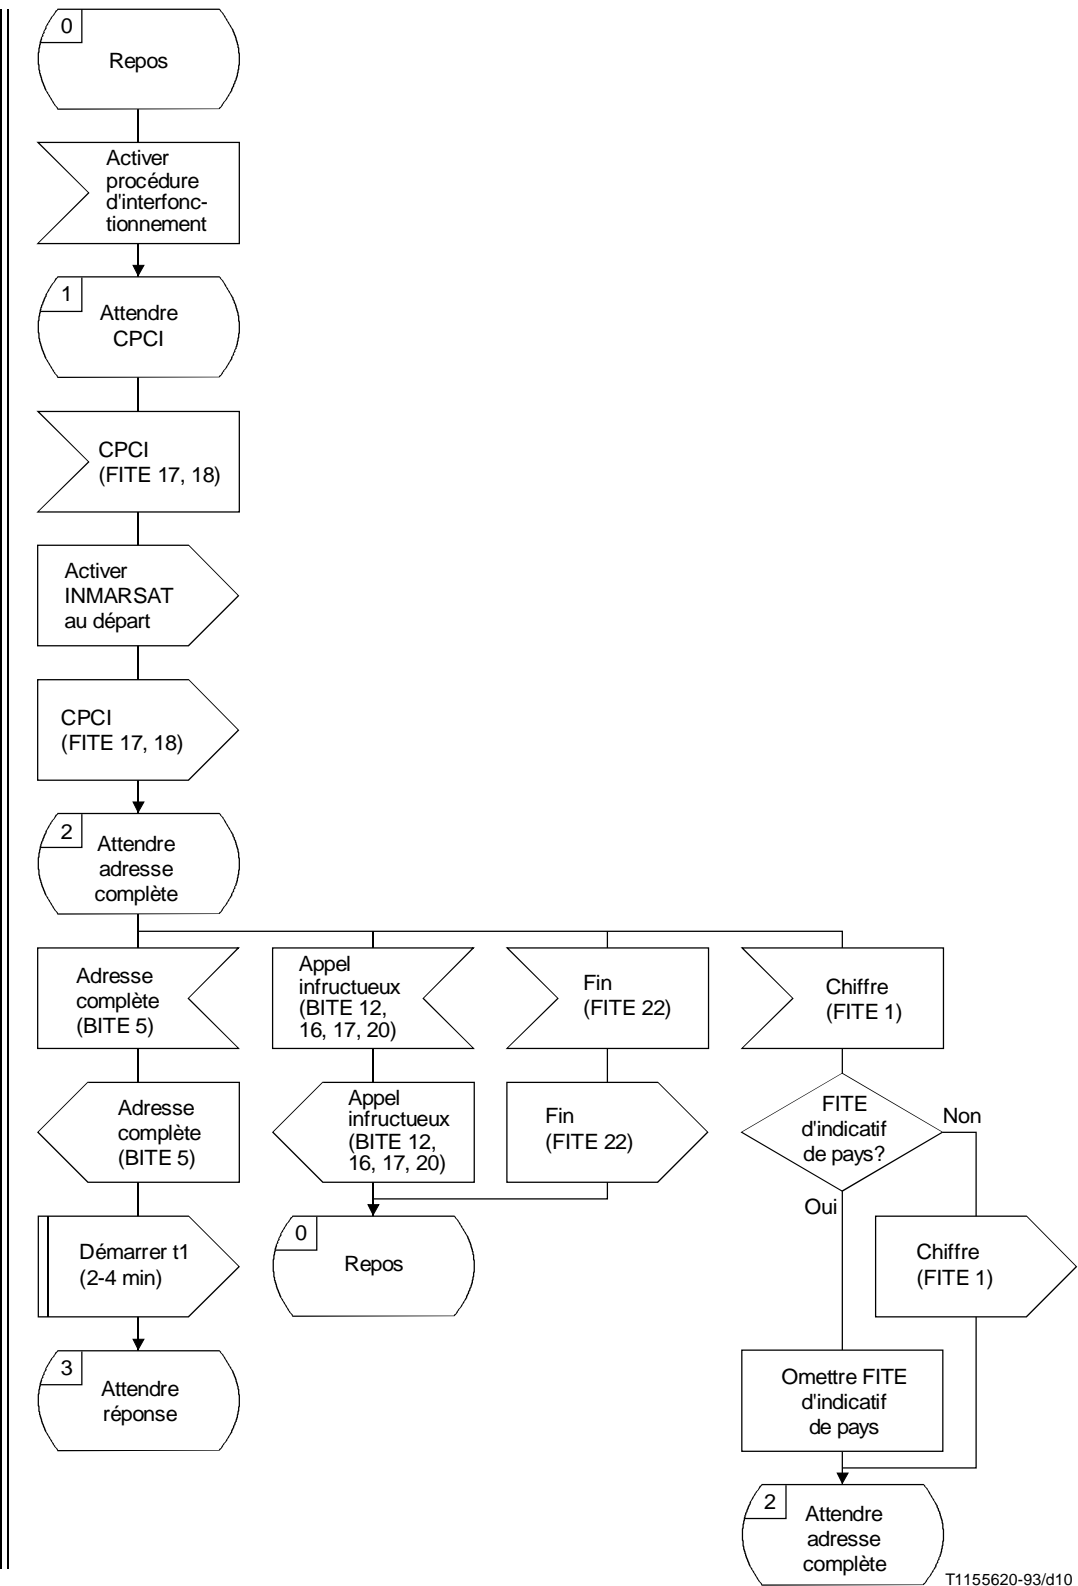 0
Repos
Activer
procédure
d'interfonc-
tionnement
1
Attendre
CPCI
CPCI
(FITE 17, 18)
Activer
INMARSAT
au départ
CPCI
(FITE 17, 18)
2
Attendre
adresse
complète
Adresse
complète
(BITE 5)
Appel
infructueux
(BITE 12,
16, 17, 20)
Fin
(FITE 22)
Chiffre
(FITE 1)
Adresse
complète
(BITE 5)
Appel
infructueux
(BITE 12,
16, 17, 20)
Fin
(FITE 22)
FITE
d'indicatif
de pays?
Non
Oui
Démarrer t1
(2-4 min)
0
Repos
Chiffre
(FITE 1)
3
Attendre
réponse
Omettre FITE
d'indicatif
de pays
2
Attendre
adresse
complète
T1155620-93/d10